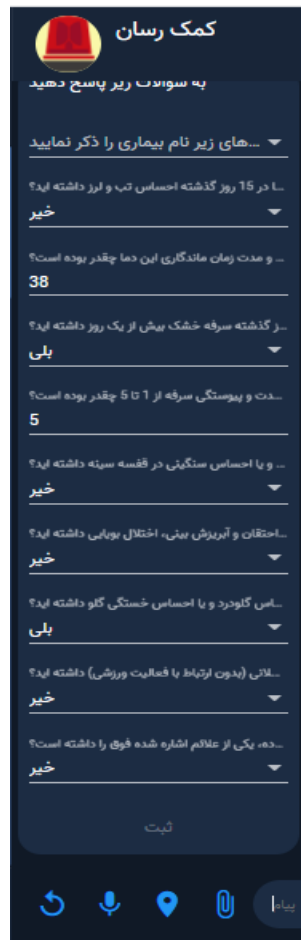 کمک رسان
به سوالات زیر پاسخ دهید
...های زیر نام بیماری را ذکر نمایید
...ا در 15 روز گذشته احساس تب و لرز داشته اید؟
خیر
... و مدت زمان ماندگاری این دما چقدر بوده است؟
38
...ز گذشته سرفه خشک بیش از یک روز داشته اید؟
بلی
...دت و پیوستگی سرفه از 1 تا 5 چقدر بوده است؟
5
... و یا احساس سنگینی در قفسه سینه داشته اید؟
خیر
...احتقان و آبریزش بینی، اختلال بویایی داشته اید؟
خیر
...اس گلودرد و یا احساس خستگی گلو داشته اید؟
بلی
...لانی (بدون ارتباط با فعالیت ورزشی) داشته اید؟
خیر
...ده، یکی از علائم اشاره شده فوق را داشته است؟
خیر
ثبت
پیام